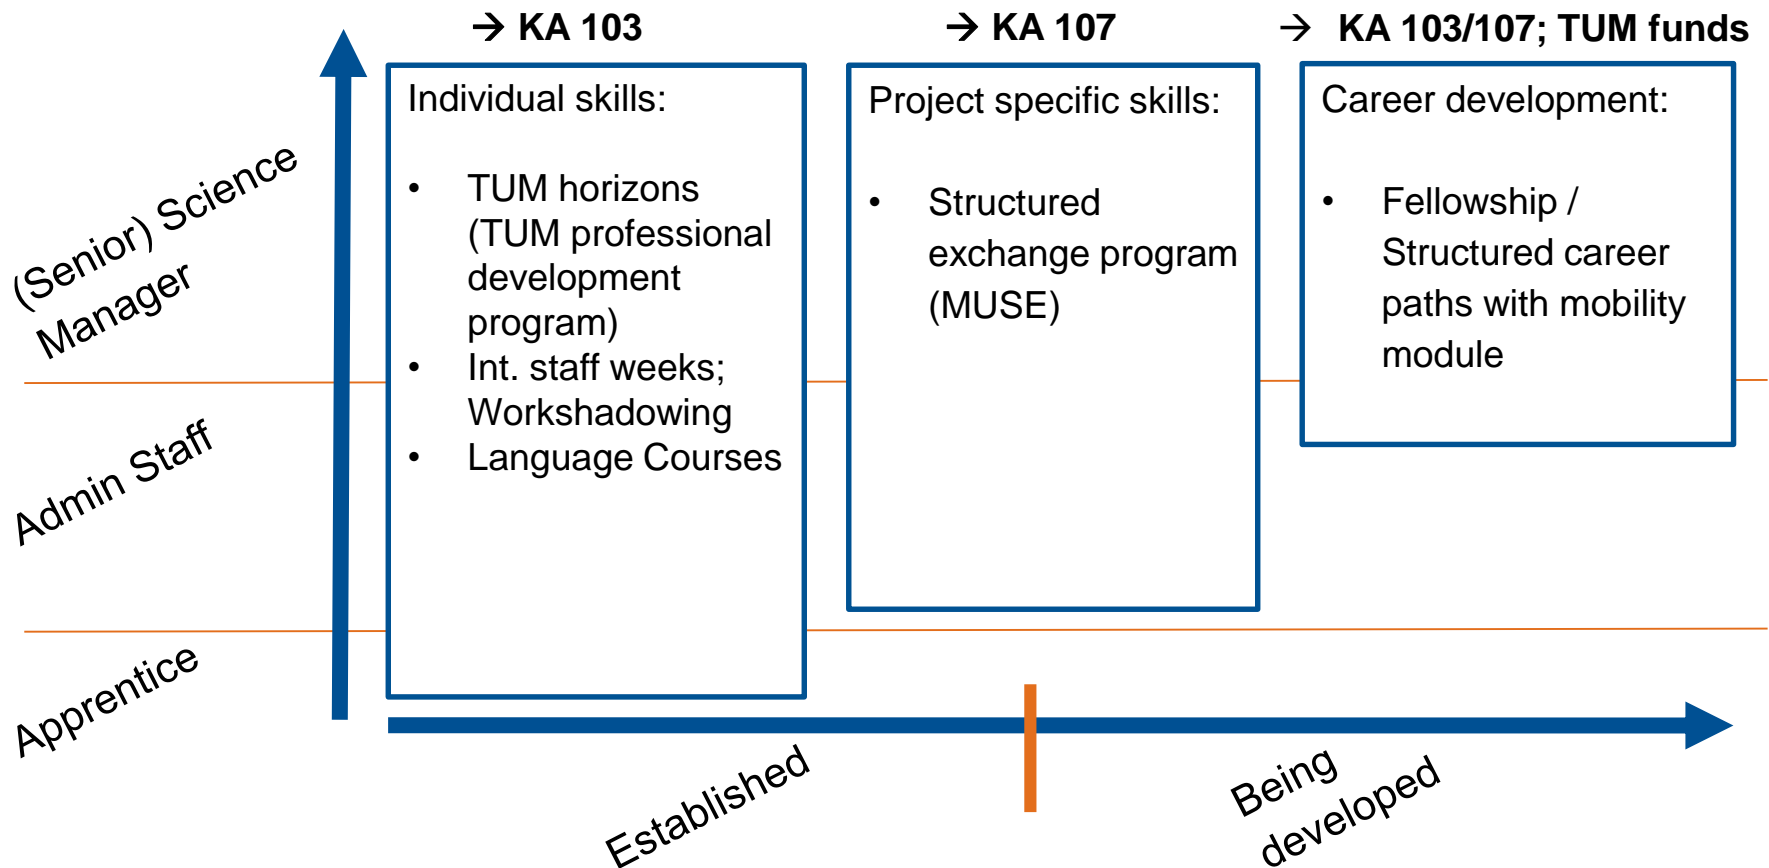 → KA 103
→ KA 107
→ KA 103/107; TUM funds
Individual skills:
• TUM horizons
(TUM professional
development
program)
• Int. staff weeks;
Workshadowing
• Language Courses
Project specific skills:
• Structured
exchange program
(MUSE)
Career development:
• Fellowship /
Structured career
paths with mobility
module
(Senior) Science
Manager
Admin Staff
Apprentice
Established
Being
developed